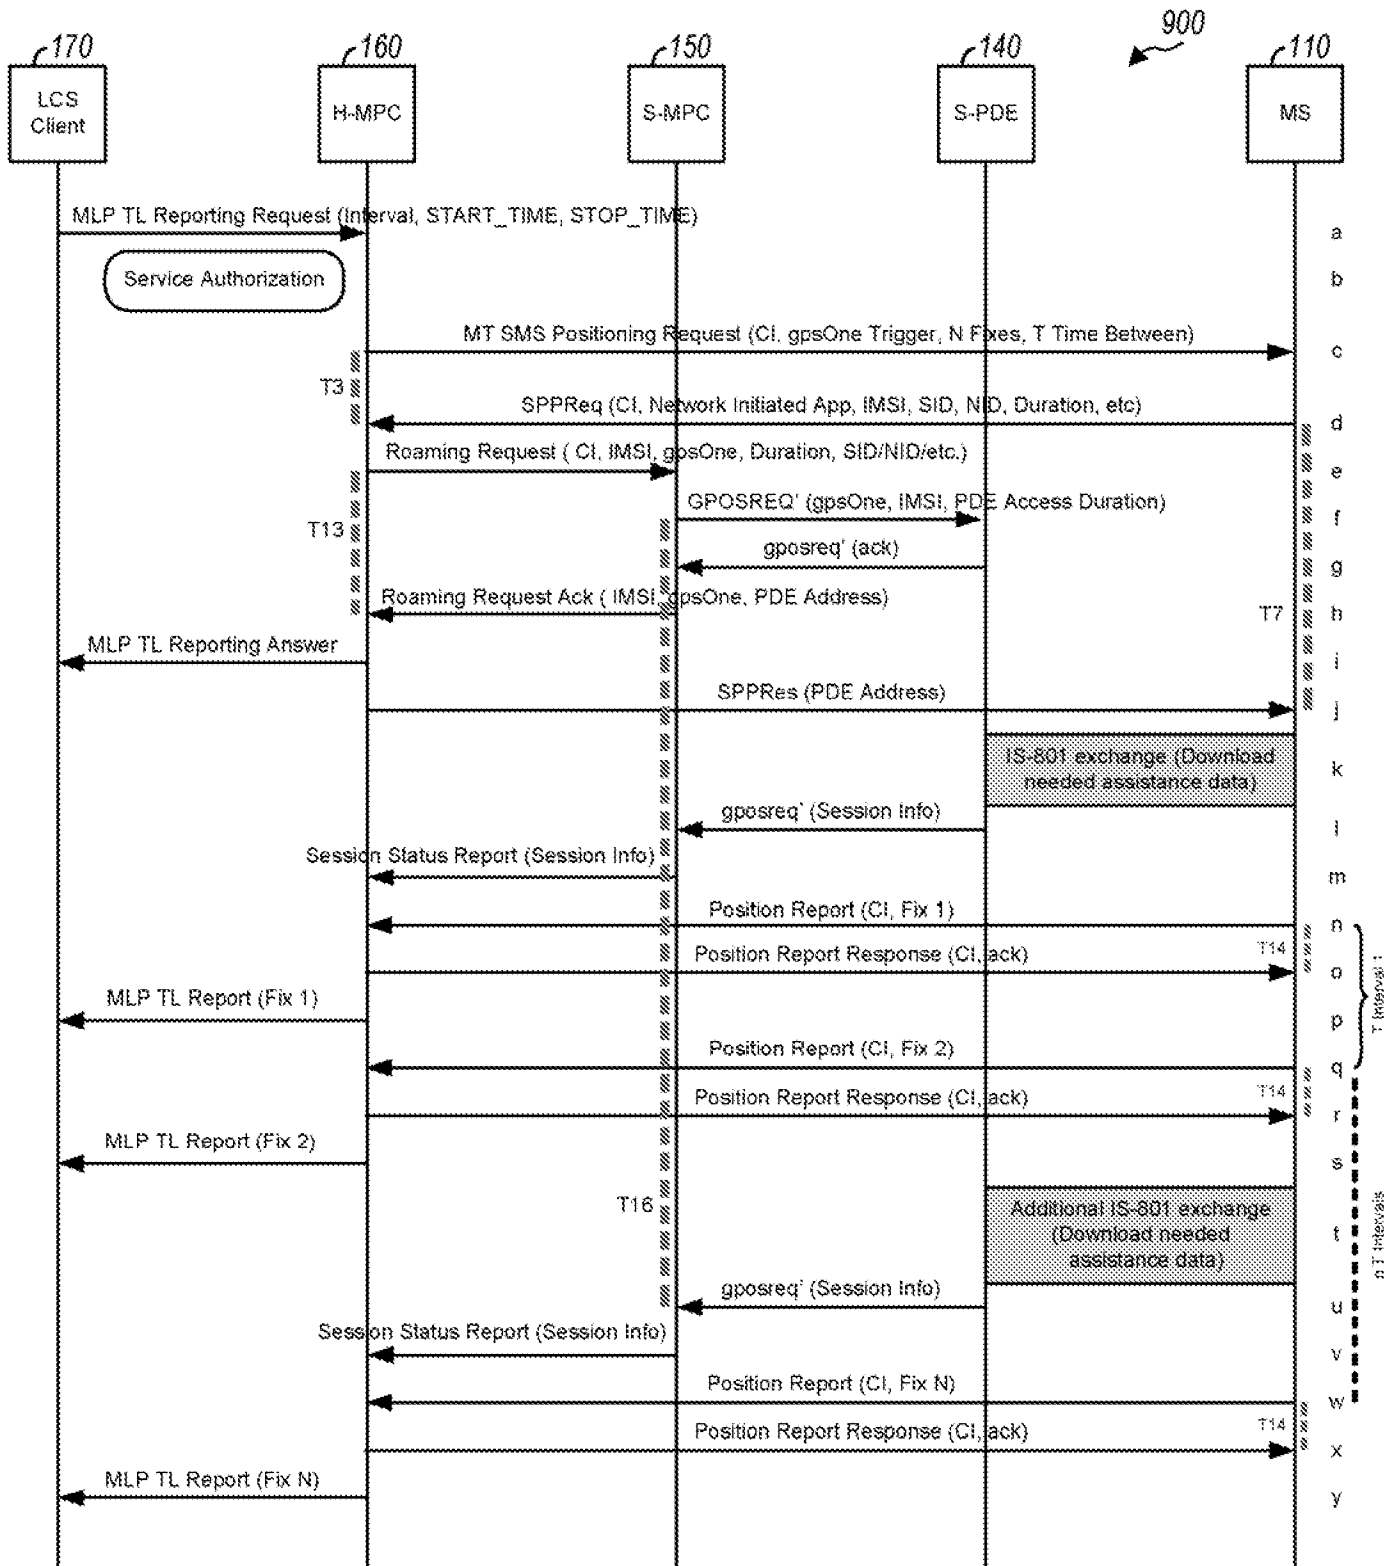 900
170
160
150
140
110
LCS
Client
H-MPC
S-MPC
S-PDE
MS
MLP TL Reporting Request (Interval, START_TIME, STOP_TIME)
a
Service Authorization
b
MT SMS Positioning Request (CI, gpsOne Trigger, N Fixes, T Time Between)
c
T3
SPPReq (CI, Network Initiated App, IMSI, SID, NID, Duration, etc)
d
Roaming Request ( CI, IMSI, gpsOne, Duration, SID/NID/etc.)
e
GPOSREQ' (gpsOne, IMSI, PDE Access Duration)
f
T13
gposreq' (ack)
g
Roaming Request Ack ( IMSI, gpsOne, PDE Address)
T7
h
MLP TL Reporting Answer
i
SPPRes (PDE Address)
j
IS-801 exchange (Download
needed assistance data)
k
gposreq' (Session Info)
l
Session Status Report (Session Info)
m
Position Report (CI, Fix 1)
n
Position Report Response (CI, ack)
T14
o
T Interval 1
MLP TL Report (Fix 1)
p
Position Report (CI, Fix 2)
q
Position Report Response (CI, ack)
T14
r
MLP TL Report (Fix 2)
s
T16
Additional IS-801 exchange
(Download needed
assistance data)
t
n T Intervals
gposreq' (Session Info)
u
Session Status Report (Session Info)
v
Position Report (CI, Fix N)
w
Position Report Response (CI, ack)
T14
x
MLP TL Report (Fix N)
y